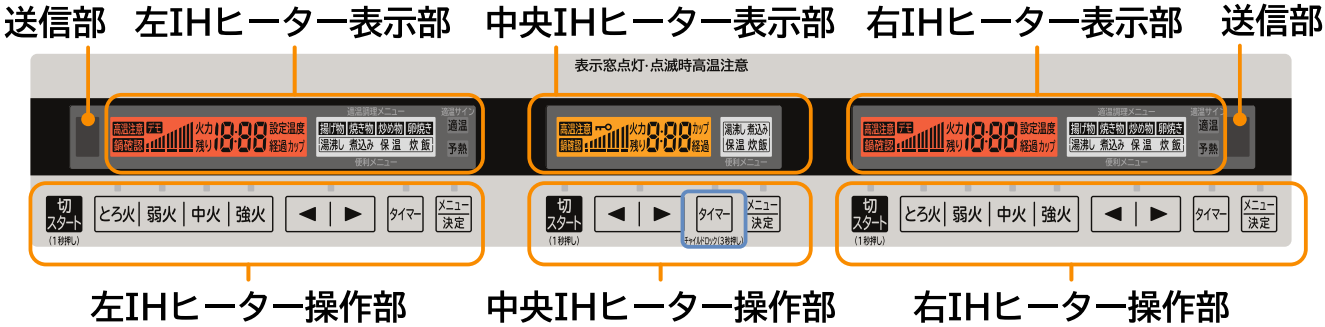 送信部 左IHヒーター表示部 中央IHヒーター表示部 右IHヒーター表示部 送信部
表示窓点灯・点滅時高温注意
適温調理メニュー 適温サイン
高温注意 デモ 火力 18:88 設定温度 揚げ物 焼き物 炒め物 卵焼き 適温
鍋確認 残り 経過カップ 湯沸し 煮込み 保温 炊飯 予熱
便利メニュー
高温注意 火力 8:88 カップ 湯沸し 煮込み
鍋確認 残り 経過 保温 炊飯
便利メニュー
適温調理メニュー 適温サイン
高温注意 デモ 火力 18:88 設定温度 揚げ物 焼き物 炒め物 卵焼き 適温
鍋確認 残り 経過カップ 湯沸し 煮込み 保温 炊飯 予熱
便利メニュー
切 スタート (1秒押し) とろ火 弱火 中火 強火 ◀ ▶ タイマー メニュー 決定
切 スタート (1秒押し) ◀ ▶ タイマー チャイルドロック(3秒押し) メニュー 決定
切 スタート (1秒押し) とろ火 弱火 中火 強火 ◀ ▶ タイマー メニュー 決定
左IHヒーター操作部 中央IHヒーター操作部 右IHヒーター操作部